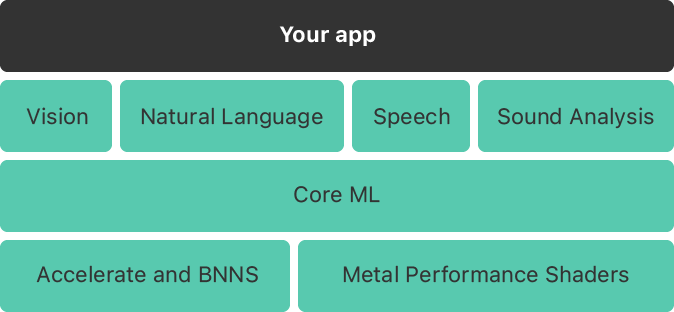 Your app
Vision
Natural Language
Speech
Sound Analysis
Core ML
Accelerate and BNNS
Metal Performance Shaders